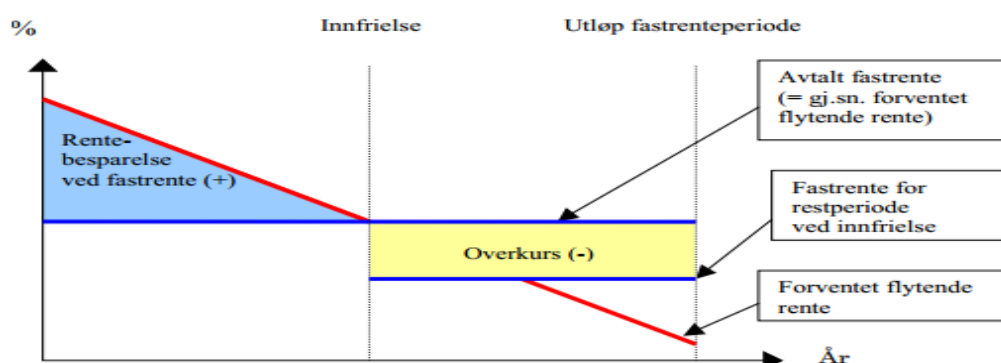 %
Innfrielse
Utløp fastrenteperiode
Avtalt fastrente
(= gj.sn. forventet
flytende rente)
Rente-
besparelse
ved fastrente (+)
Fastrente for
restperiode
ved innfrielse
Overkurs (-)
Forventet flytende
rente
År